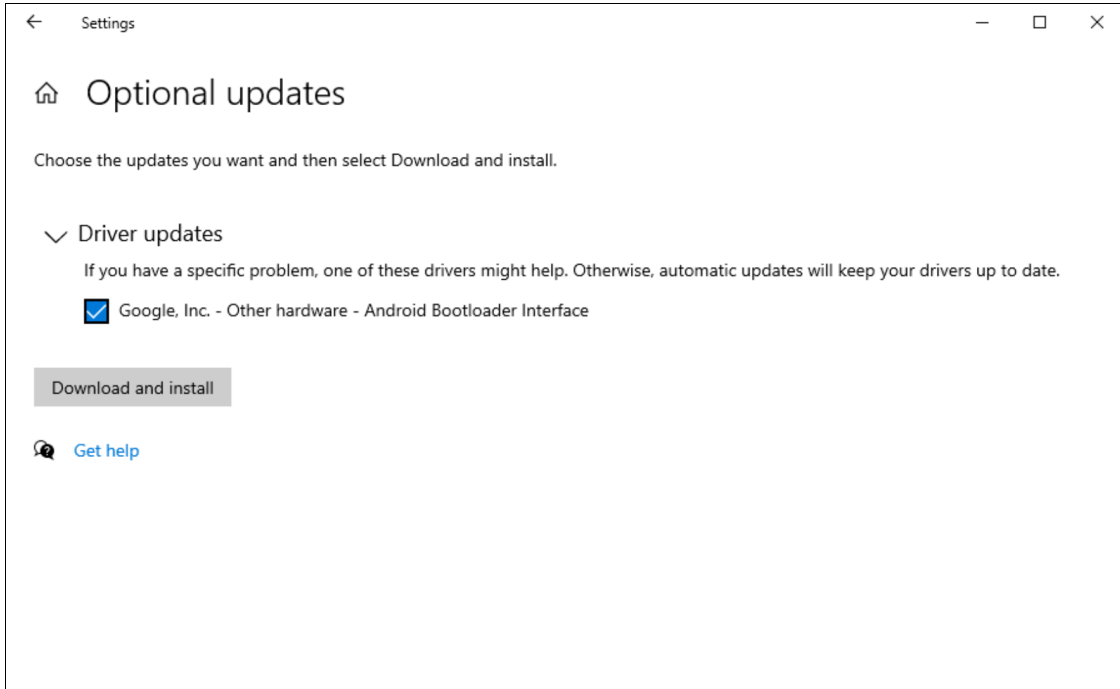 Settings
Optional updates
Choose the updates you want and then select Download and install.
Driver updates
If you have a specific problem, one of these drivers might help. Otherwise, automatic updates will keep your drivers up to date.
Google, Inc. - Other hardware - Android Bootloader Interface
Download and install
Get help